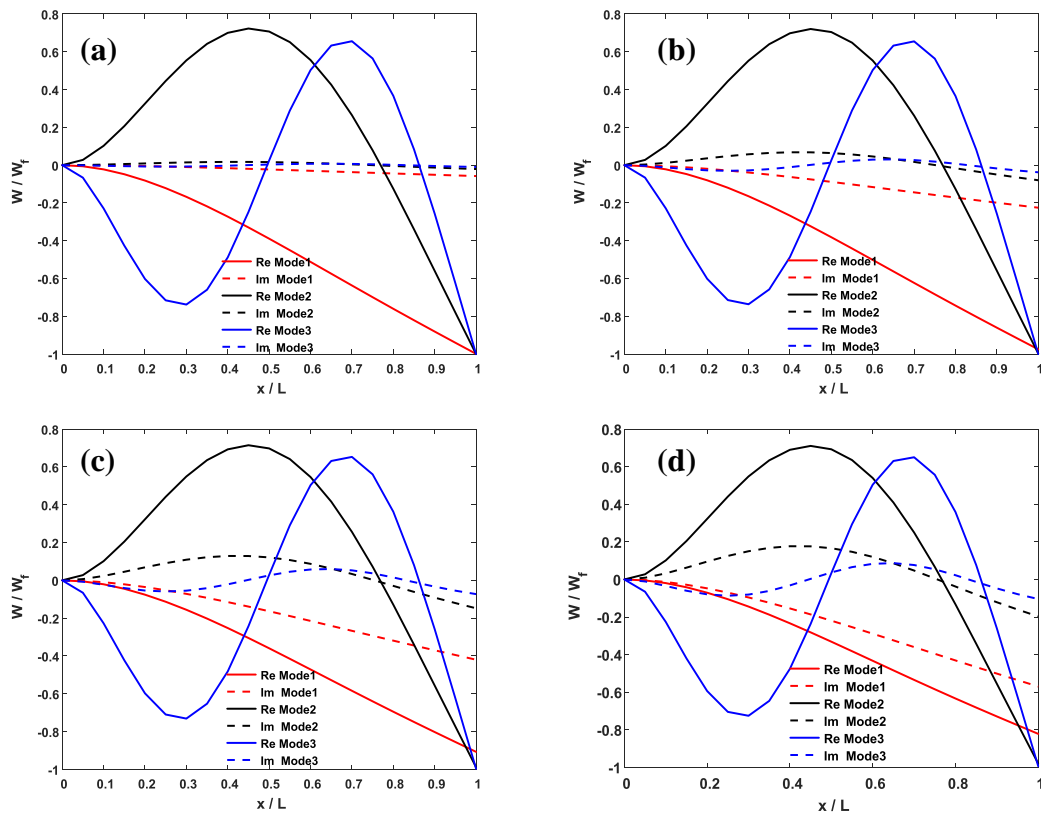 (a)
0.8
0.6
0.4
0.2
0
-0.2
-0.4
-0.6
-0.8
-1
W / W_f
Re Mode1
Im Mode1
Re Mode2
Im Mode2
Re Mode3
Im Mode3
0 0.1 0.2 0.3 0.4 0.5 0.6 0.7 0.8 0.9 1
x / L
(b)
0.8
0.6
0.4
0.2
0
-0.2
-0.4
-0.6
-0.8
-1
W / W_f
Re Mode1
Im Mode1
Re Mode2
Im Mode2
Re Mode3
Im Mode3
0 0.1 0.2 0.3 0.4 0.5 0.6 0.7 0.8 0.9 1
x / L
(c)
0.8
0.6
0.4
0.2
0
-0.2
-0.4
-0.6
-0.8
-1
W / W_f
Re Mode1
Im Mode1
Re Mode2
Im Mode2
Re Mode3
Im Mode3
0 0.1 0.2 0.3 0.4 0.5 0.6 0.7 0.8 0.9 1
x / L
(d)
0.8
0.6
0.4
0.2
0
-0.2
-0.4
-0.6
-0.8
-1
W / W_f
Re Mode1
Im Mode1
Re Mode2
Im Mode2
Re Mode3
Im Mode3
0.2 0.4 0.6 0.8 1
x / L